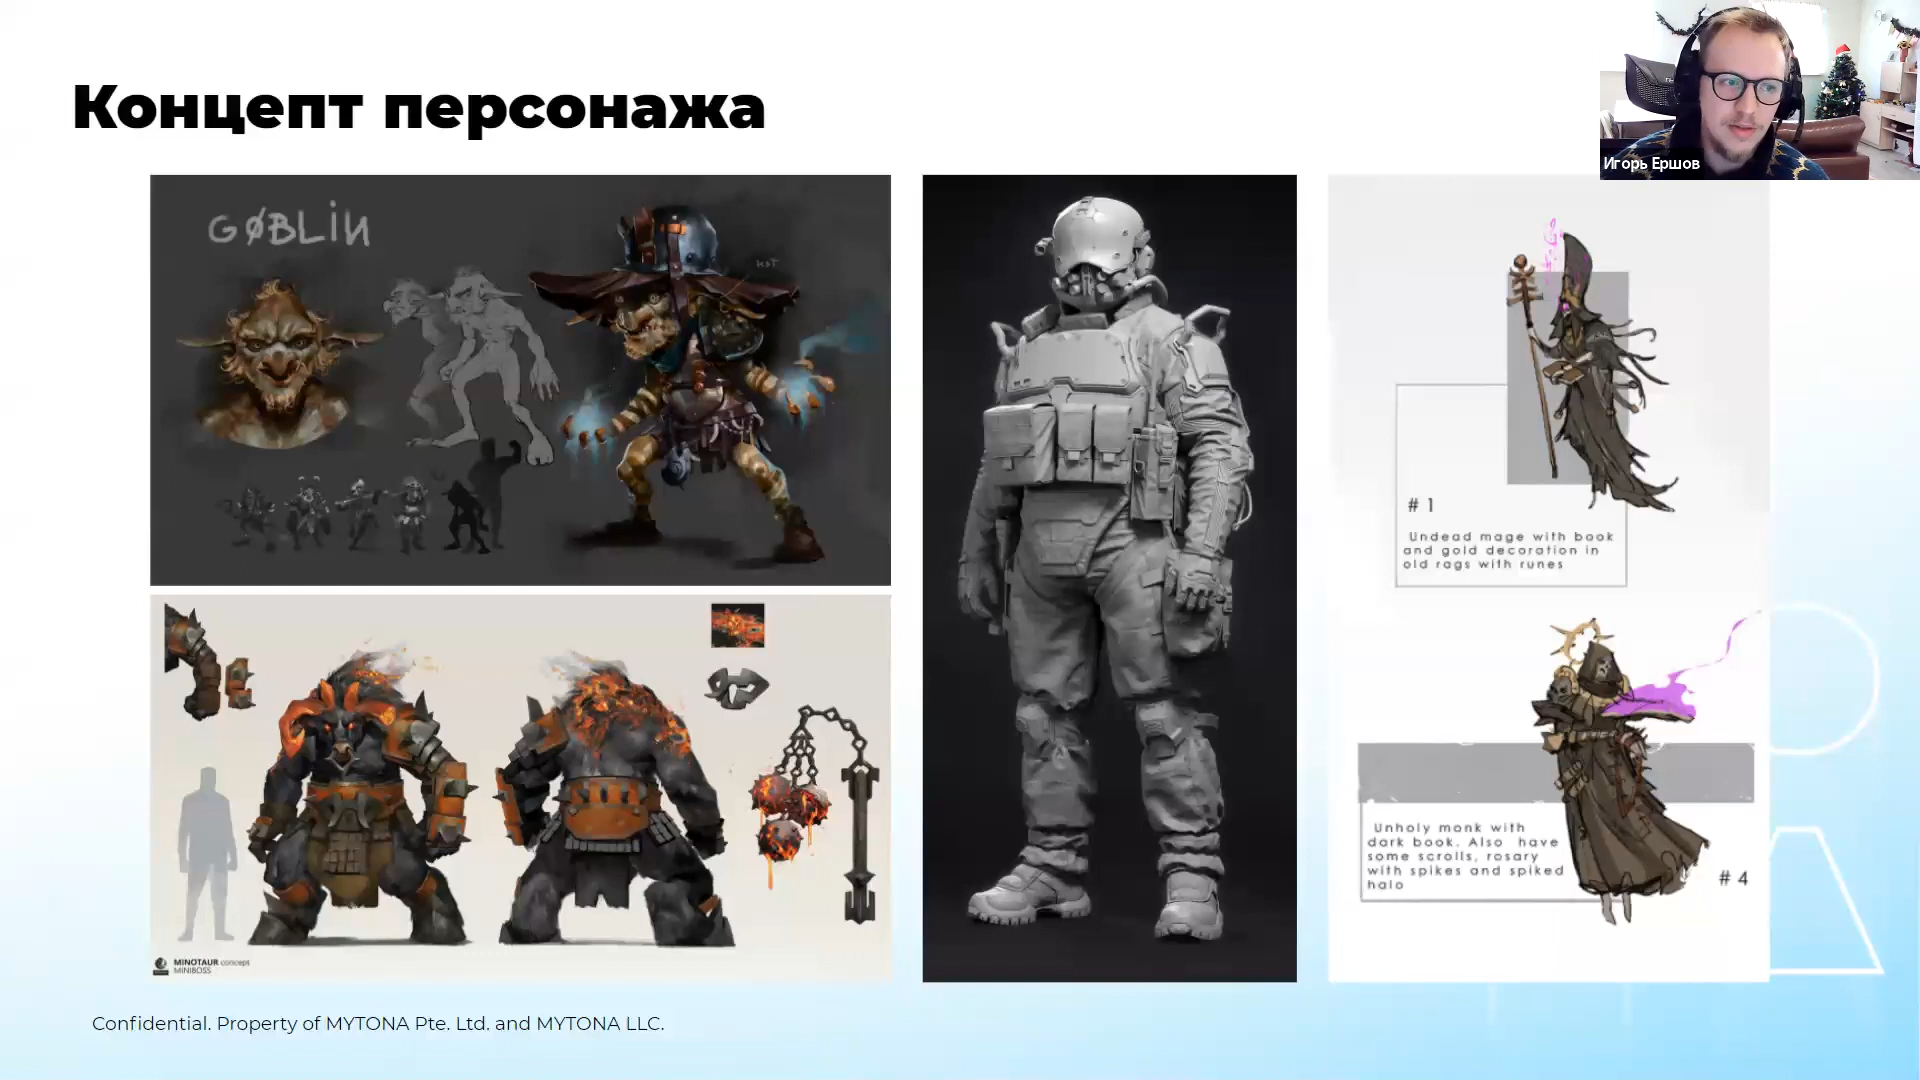 Концепт персонажа
Игорь Ершов
GØBLIN
# 1
Undead mage with book
and gold decoration in
old rags with runes
Unholy monk with
dark book. Also have
some scrolls, rosary
with spikes and spiked
halo
# 4
MINOTAUR concept
MINIBOSS
Confidential. Property of MYTONA Pte. Ltd. and MYTONA LLC.